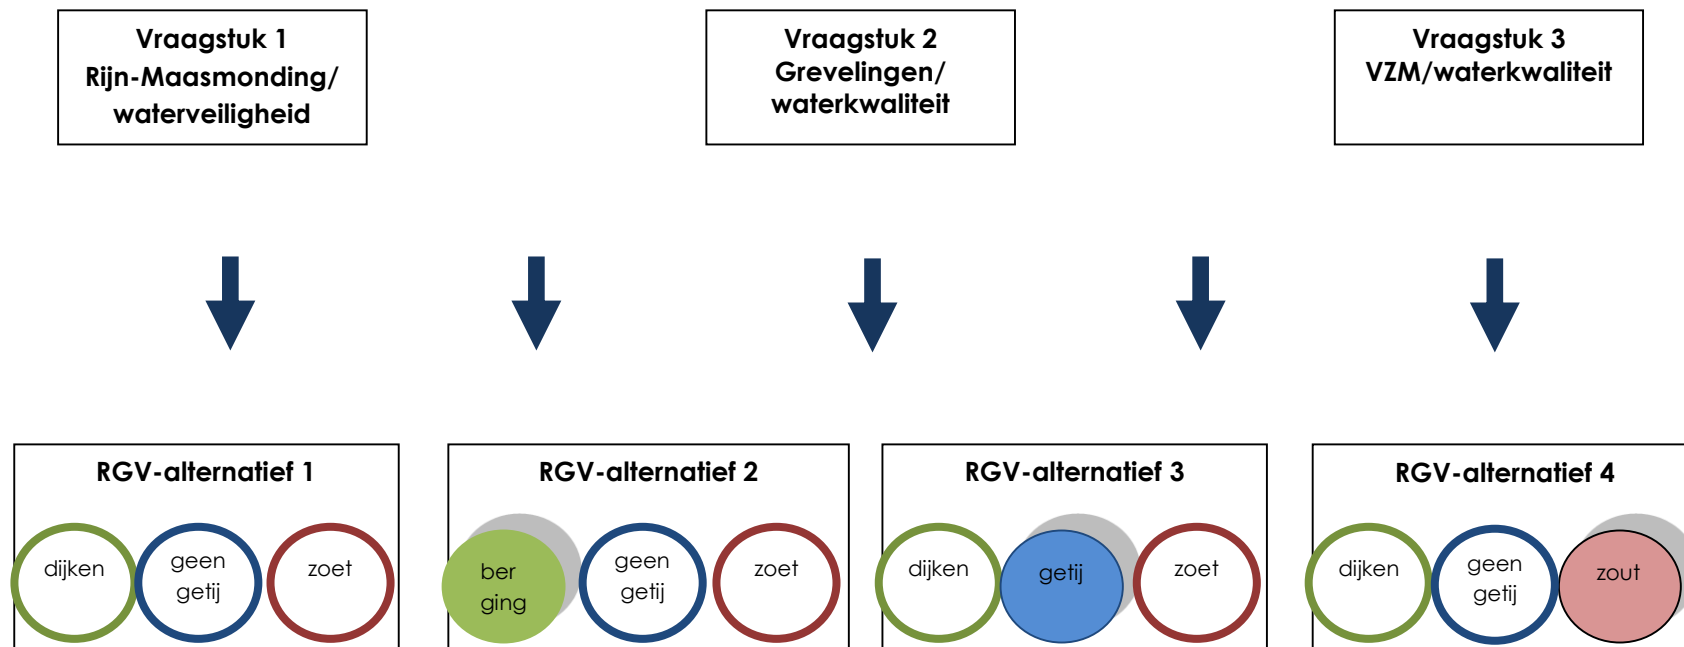 Vraagstuk 1
Rijn-Maasmonding/
waterveiligheid
Vraagstuk 2
Grevelingen/
waterkwaliteit
Vraagstuk 3
VZM/waterkwaliteit
RGV-alternatief 1
dijken
geen
getij
zoet
RGV-alternatief 2
ber
ging
geen
getij
zoet
RGV-alternatief 3
dijken
getij
zoet
RGV-alternatief 4
dijken
geen
getij
zout